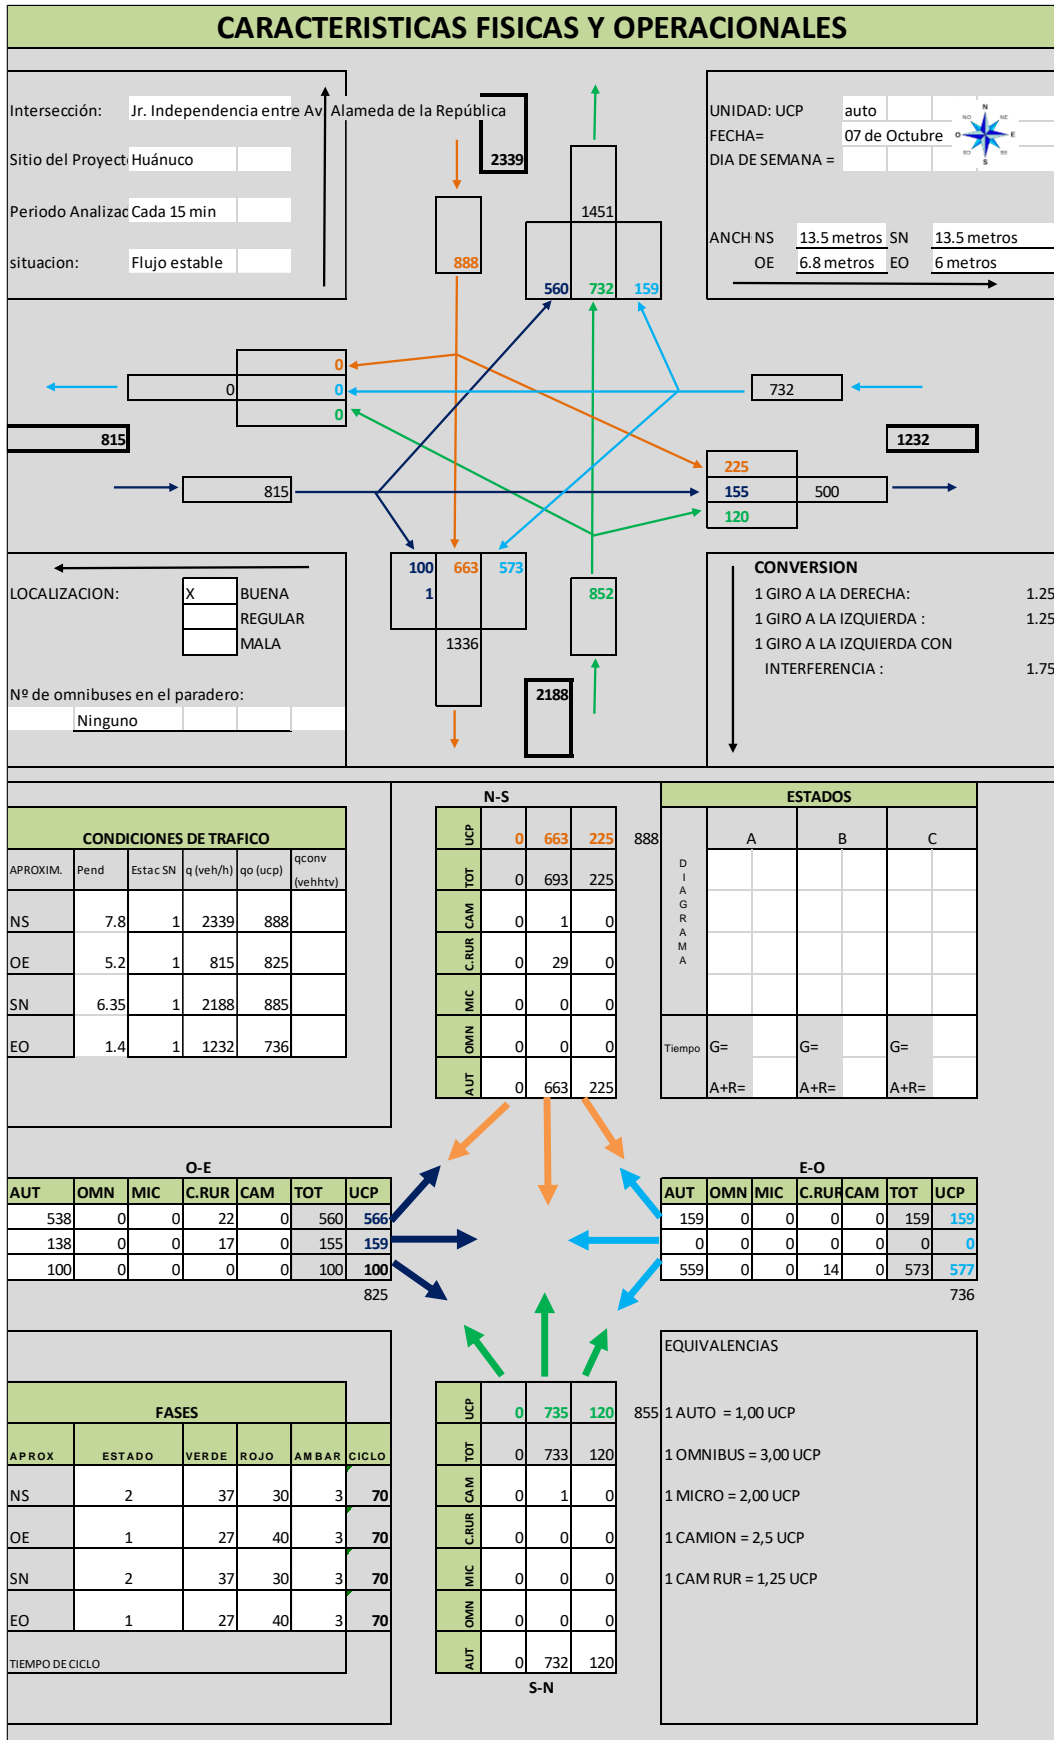 CARACTERISTICAS FISICAS Y OPERACIONALES
Intersección: Jr. Independencia entre Av. Alameda de la República
Sitio del Proyect Huánuco
Periodo Analizad Cada 15 min
situacion: Flujo estable
2339
888
1451
560 732 159
UNIDAD: UCP auto
FECHA= 07 de Octubre
DIA DE SEMANA =
N
NO NE
O E
SO SE
S
ANCH NS 13.5 metros SN 13.5 metros
OE 6.8 metros EO 6 metros
0
0 0
0
732
815
1232
815
225
155 500
120
100 663 573
1
852
1336
2188
LOCALIZACION: X BUENA
REGULAR
MALA
Nº de omnibuses en el paradero:
Ninguno
CONVERSION
1 GIRO A LA DERECHA: 1.25
1 GIRO A LA IZQUIERDA : 1.25
1 GIRO A LA IZQUIERDA CON
INTERFERENCIA : 1.75
CONDICIONES DE TRAFICO
APROXIM. Pend Estac SN q (veh/h) qo (ucp) qconv (vehhtv)
NS 7.8 1 2339 888
OE 5.2 1 815 825
SN 6.35 1 2188 885
EO 1.4 1 1232 736
N-S
UCP 0 663 225 888
TOT 0 693 225
CAM 0 1 0
C.RUR 0 29 0
MIC 0 0 0
OMN 0 0 0
AUT 0 663 225
ESTADOS
A B C
DIAGRAMA
Tiempo G= G= G=
A+R= A+R= A+R=
O-E
AUT OMN MIC C.RUR CAM TOT UCP
538 0 0 22 0 560 566
138 0 0 17 0 155 159
100 0 0 0 0 100 100
825
E-O
AUT OMN MIC C.RUR CAM TOT UCP
159 0 0 0 0 159 159
0 0 0 0 0 0 0
559 0 0 14 0 573 577
736
FASES
APROX ESTADO VERDE ROJO AMBAR CICLO
NS 2 37 30 3 70
OE 1 27 40 3 70
SN 2 37 30 3 70
EO 1 27 40 3 70
TIEMPO DE CICLO
UCP 0 735 120 855
TOT 0 733 120
CAM 0 1 0
C.RUR 0 0 0
MIC 0 0 0
OMN 0 0 0
AUT 0 732 120
S-N
EQUIVALENCIAS
1 AUTO = 1,00 UCP
1 OMNIBUS = 3,00 UCP
1 MICRO = 2,00 UCP
1 CAMION = 2,5 UCP
1 CAM RUR = 1,25 UCP